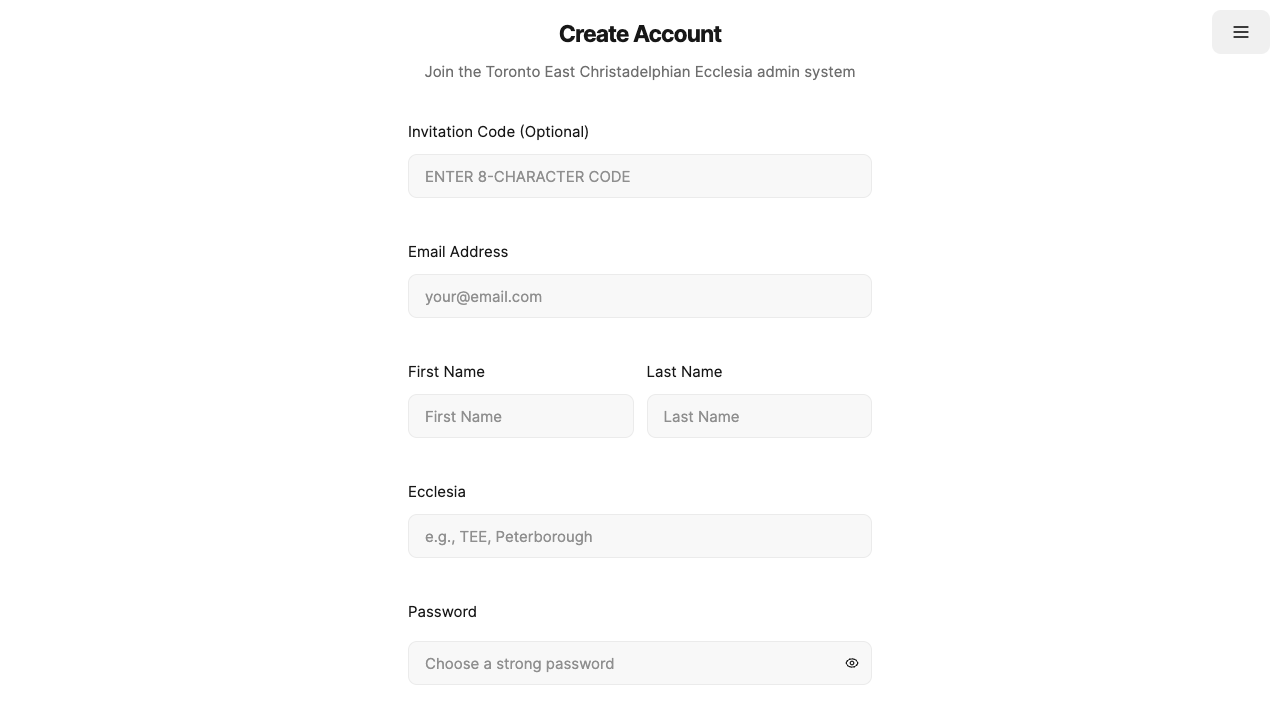 Create Account
Join the Toronto East Christadelphian Ecclesia admin system
Invitation Code (Optional)
ENTER 8-CHARACTER CODE
Email Address
your@email.com
First Name
Last Name
First Name
Last Name
Ecclesia
e.g., TEE, Peterborough
Password
Choose a strong password